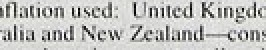 nflation used: United Kingdo
ralia and New Zealand—cons